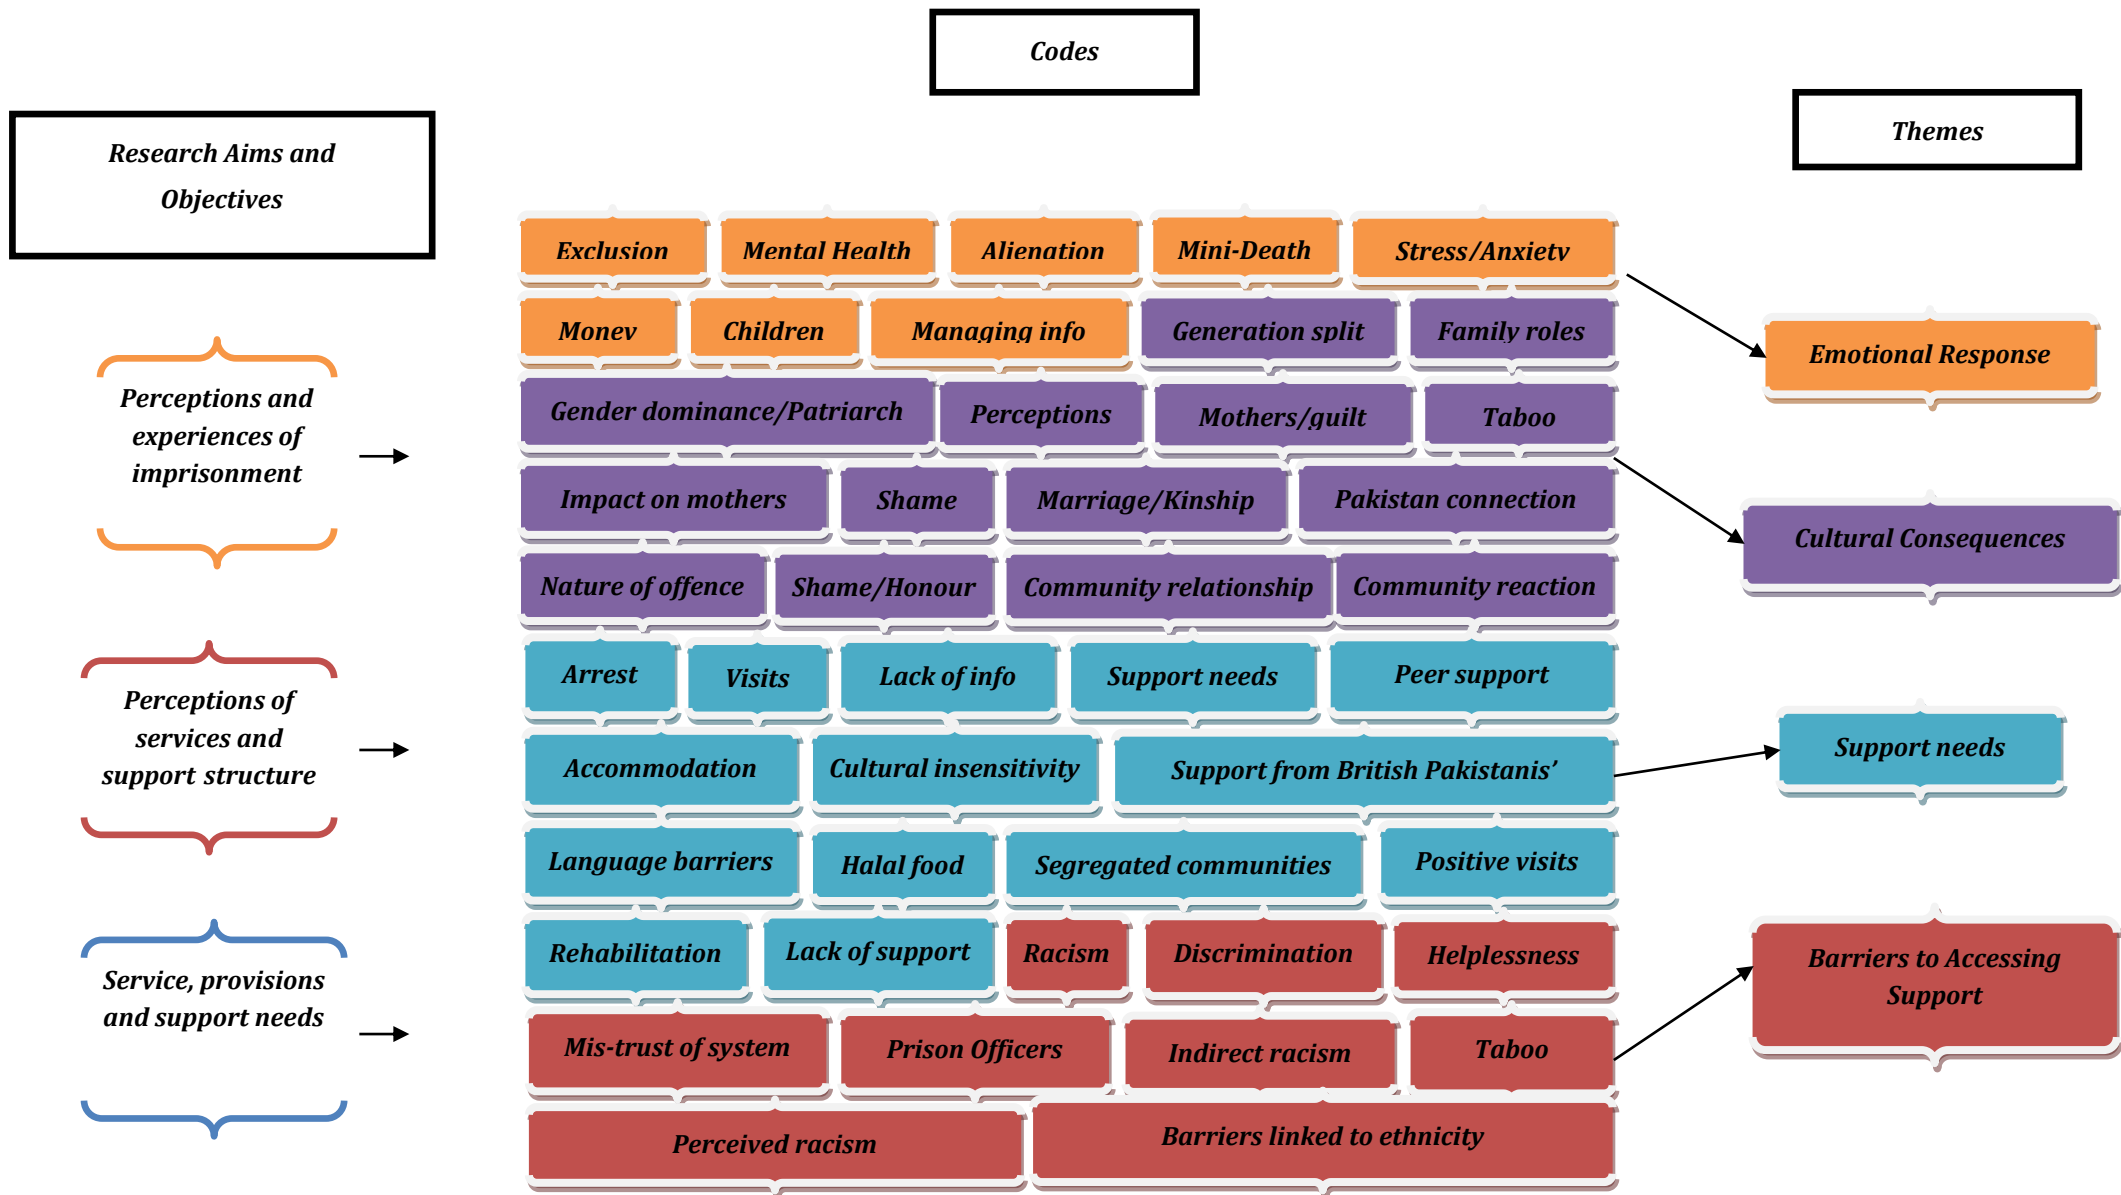 Codes
Themes
Research Aims and
Objectives
Exclusion
Mental Health
Alienation
Mini-Death
Stress/Anxiety
Money
Children
Managing info
Generation split
Family roles
Emotional Response
Perceptions and
experiences of
imprisonment
Gender dominance/Patriarch
Perceptions
Mothers/guilt
Taboo
Impact on mothers
Shame
Marriage/Kinship
Pakistan connection
Cultural Consequences
Nature of offence
Shame/Honour
Community relationship
Community reaction
Arrest
Visits
Lack of info
Support needs
Peer support
Perceptions of
services and
support structure
Accommodation
Cultural insensitivity
Support from British Pakistanis’
Support needs
Language barriers
Halal food
Segregated communities
Positive visits
Rehabilitation
Lack of support
Racism
Discrimination
Helplessness
Barriers to Accessing
Support
Service, provisions
and support needs
Mis-trust of system
Prison Officers
Indirect racism
Taboo
Perceived racism
Barriers linked to ethnicity